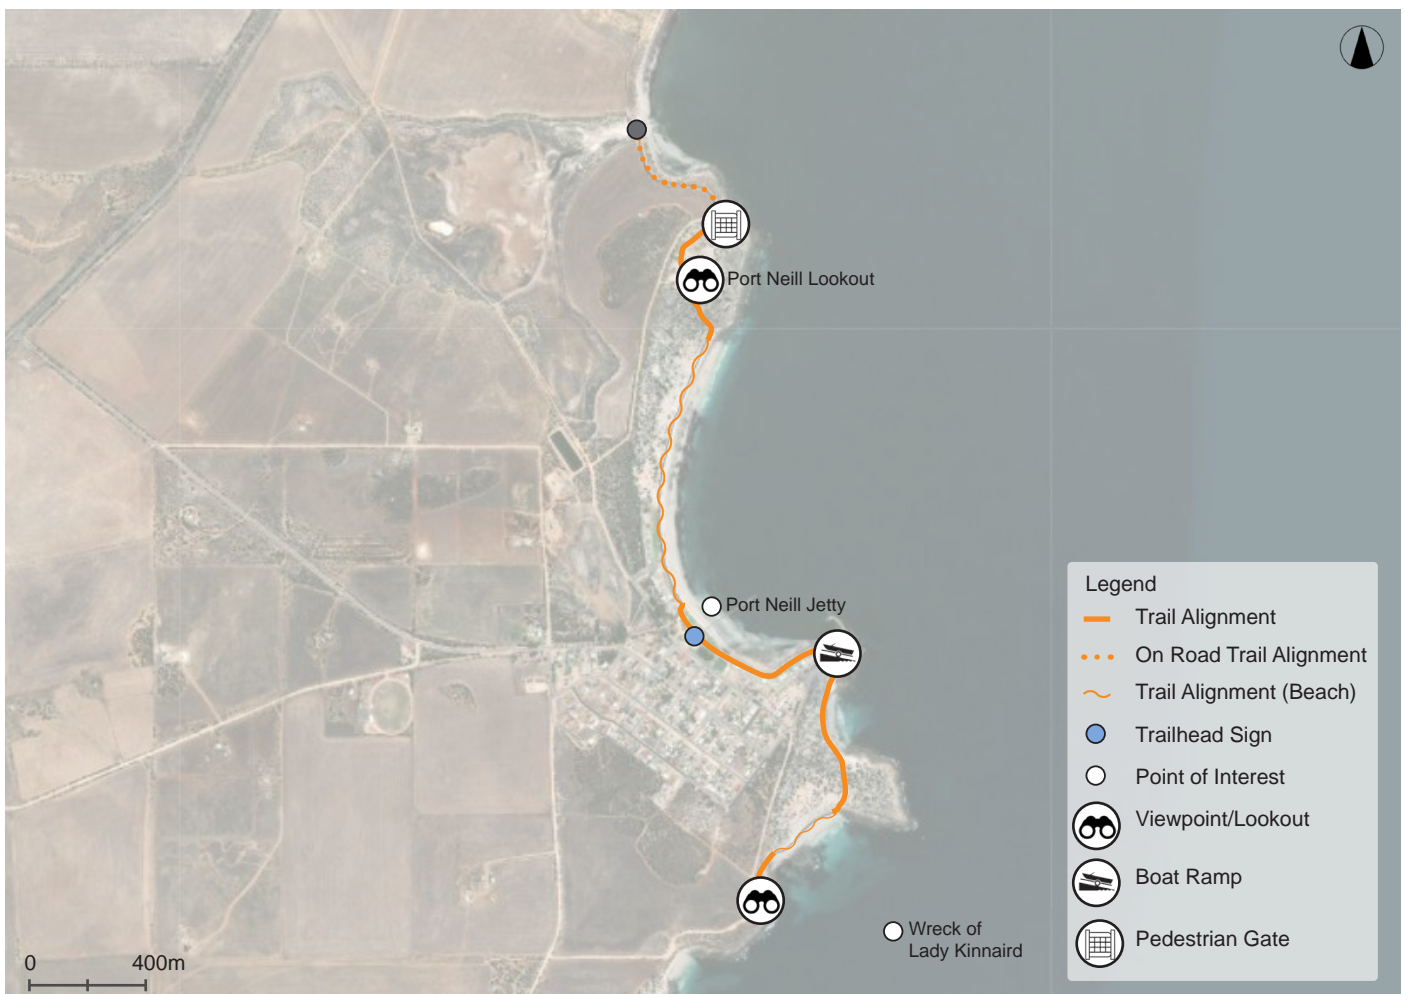 Port Neill Lookout
Port Neill Jetty
Wreck of
Lady Kinnaird
0 400m
Legend
Trail Alignment
On Road Trail Alignment
Trail Alignment (Beach)
Trailhead Sign
Point of Interest
Viewpoint/Lookout
Boat Ramp
Pedestrian Gate